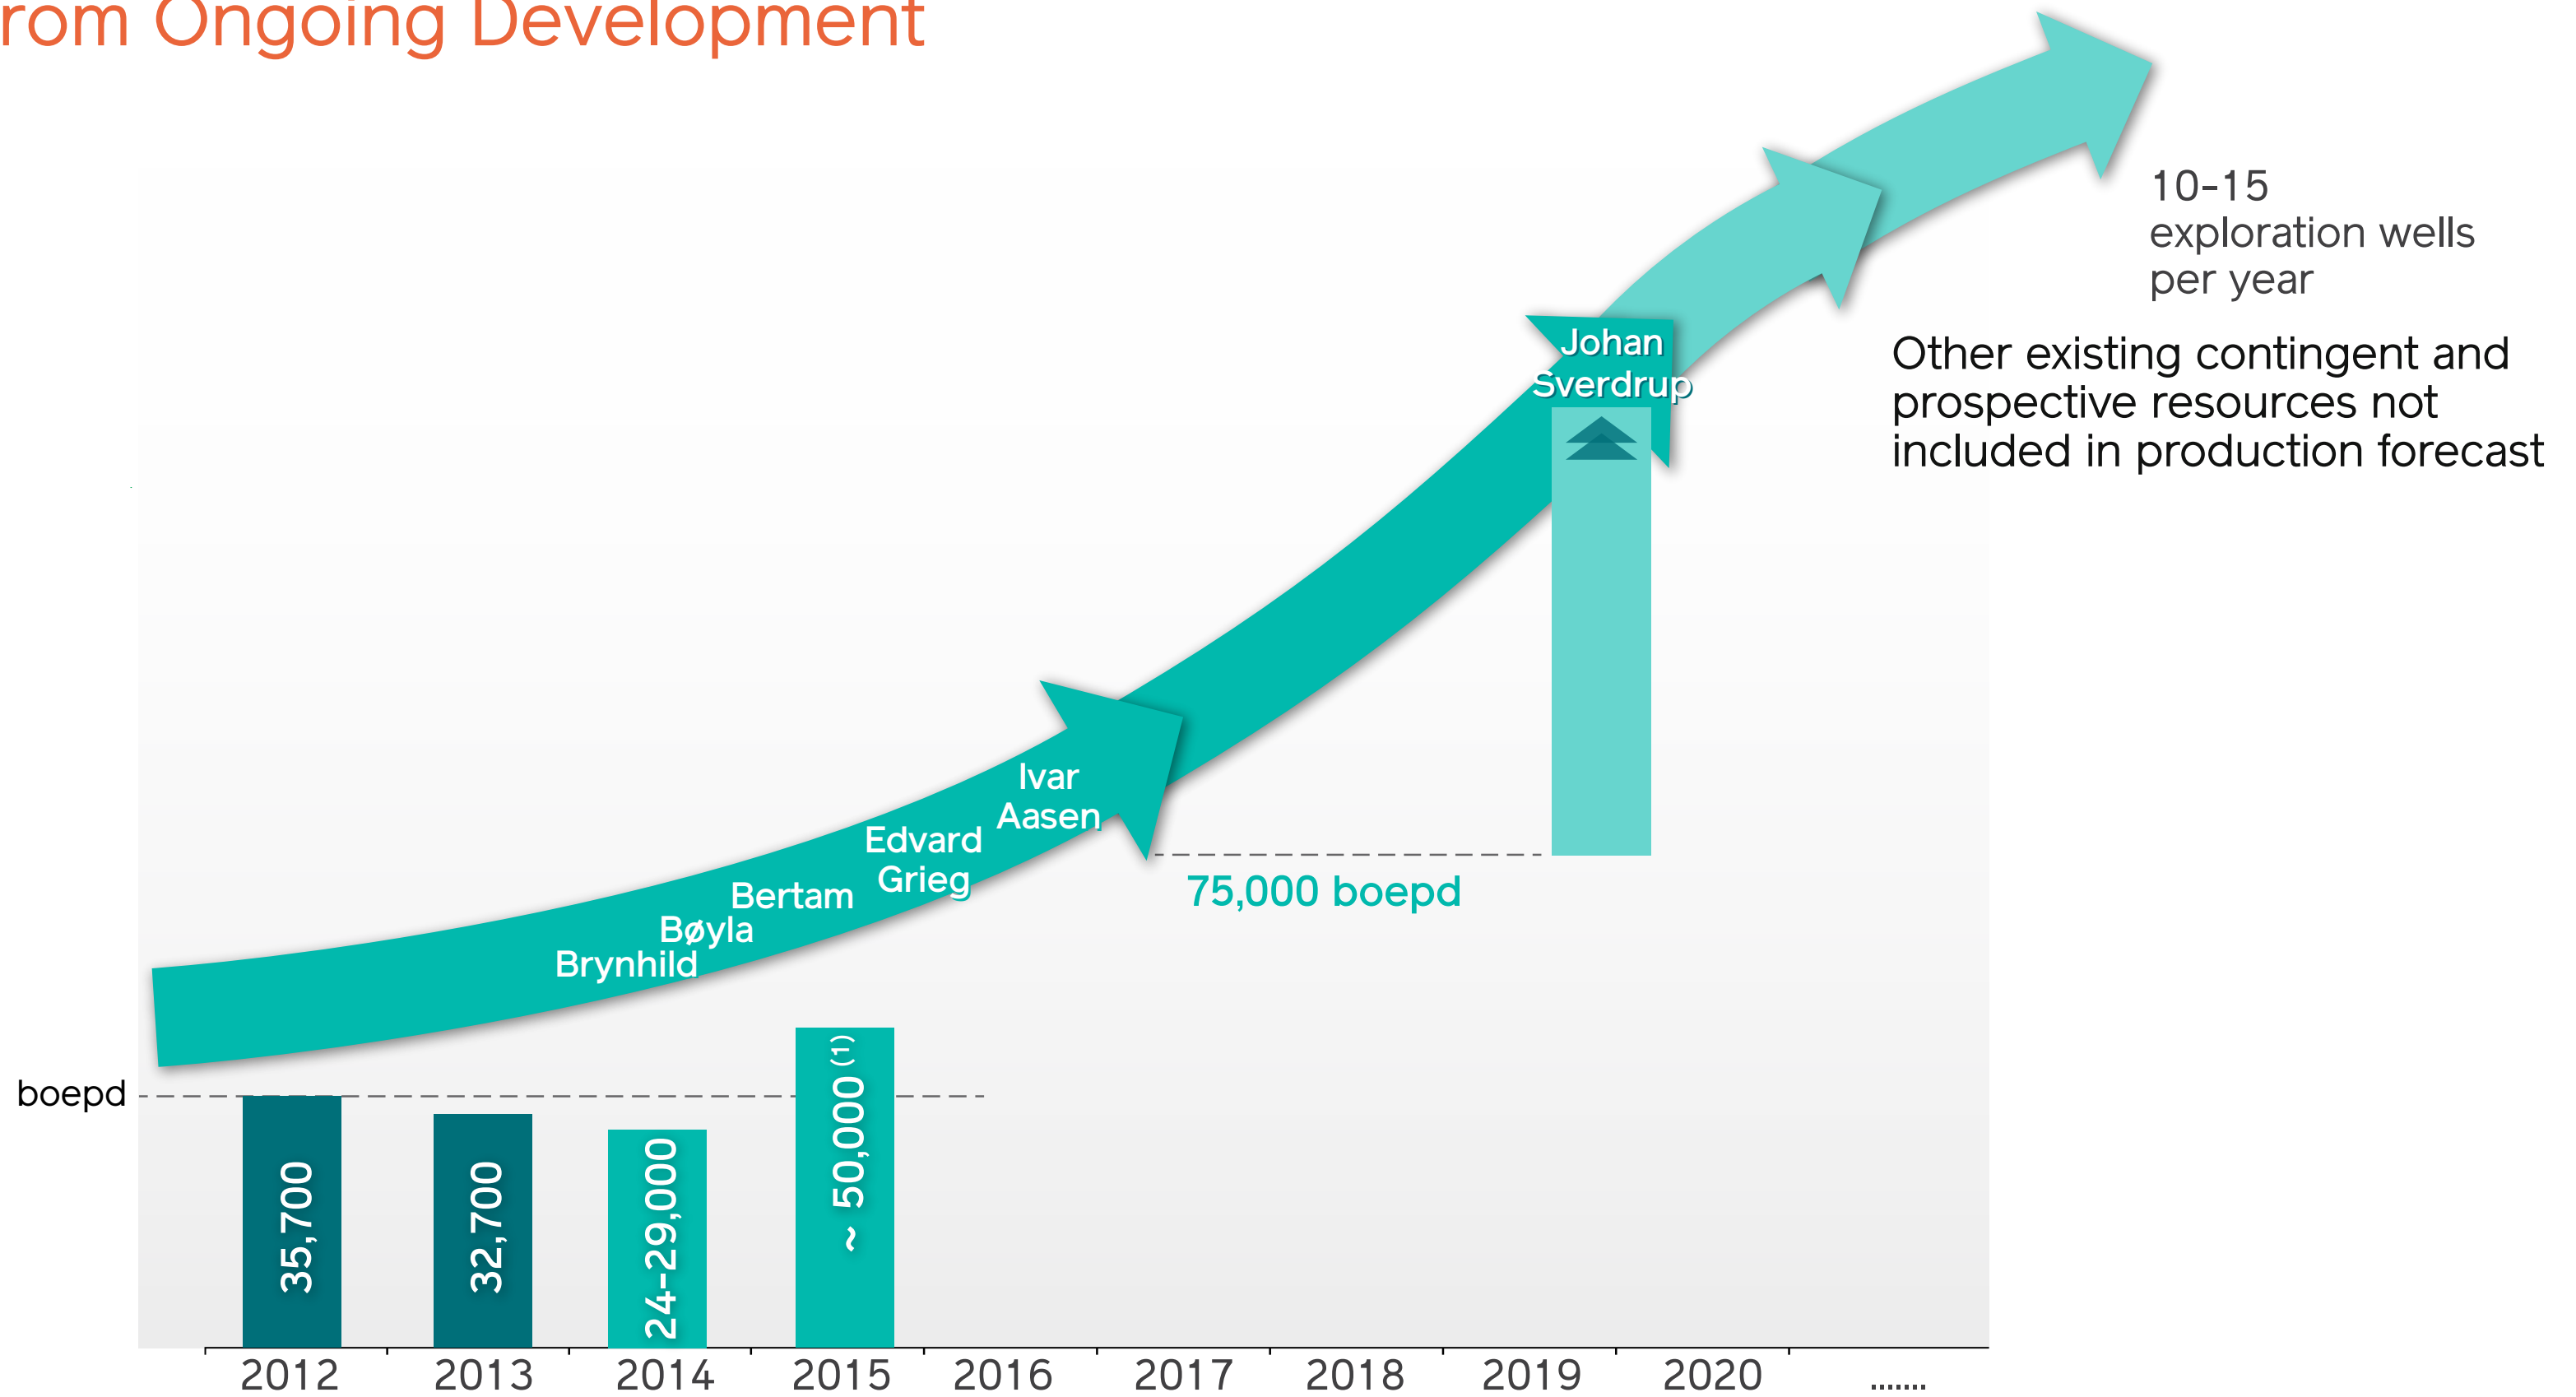 rom Ongoing Development
10-15
exploration wells
per year
Other existing contingent and
prospective resources not
included in production forecast
Johan
Sverdrup
Ivar
Aasen
Edvard
Grieg
Bertam
Bøyla
Brynhild
75,000 boepd
boepd
35,700
32,700
24-29,000
~ 50,000 (1)
2012 2013 2014 2015 2016 2017 2018 2019 2020 .......